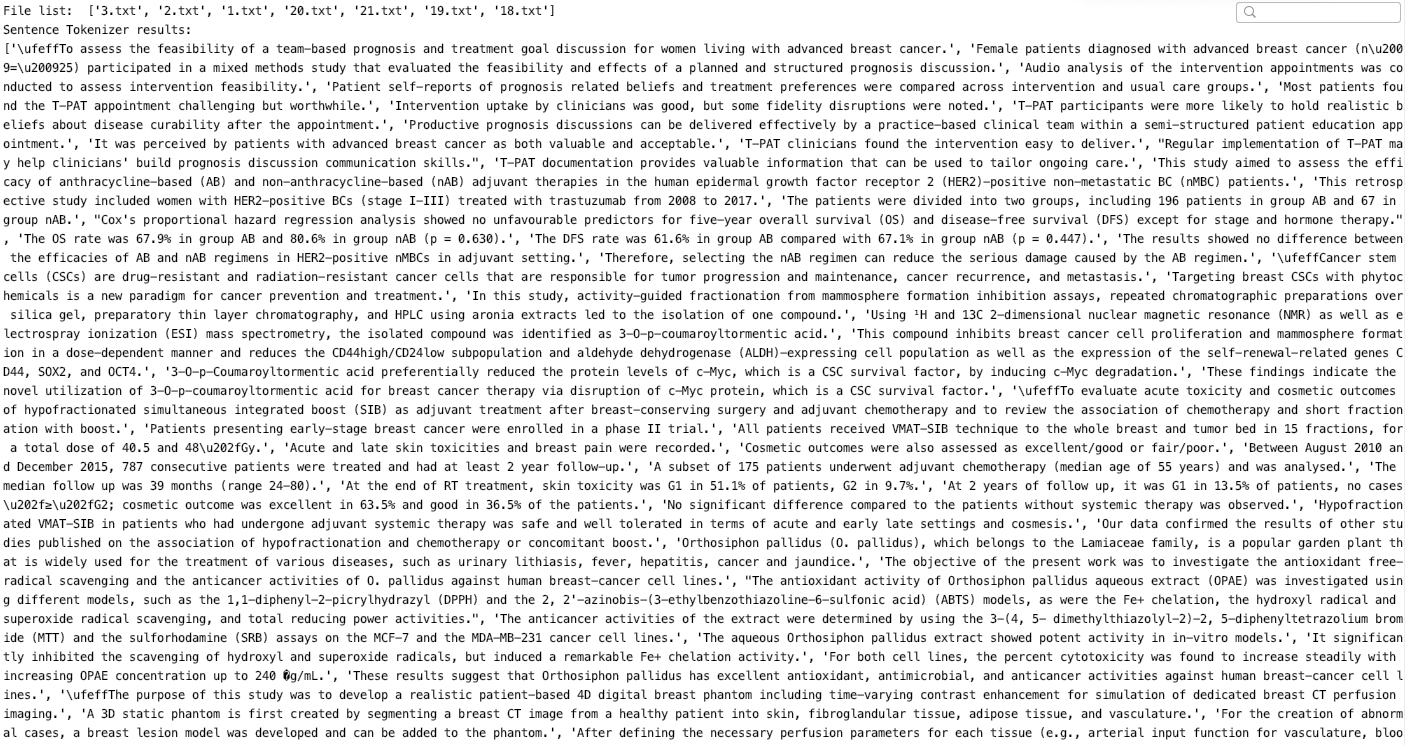 File list:  ['3.txt', '2.txt', '1.txt', '20.txt', '21.txt', '19.txt', '18.txt']
Sentence Tokenizer results:
['\ufeffTo assess the feasibility of a team-based prognosis and treatment goal discussion for women living with advanced breast cancer.', 'Female patients diagnosed with advanced breast cancer (n\u200
9=\u200925) participated in a mixed methods study that evaluated the feasibility and effects of a planned and structured prognosis discussion.', 'Audio analysis of the intervention appointments was co
nducted to assess intervention feasibility.', 'Patient self-reports of prognosis related beliefs and treatment preferences were compared across intervention and usual care groups.', 'Most patients fou
nd the T-PAT appointment challenging but worthwhile.', 'Intervention uptake by clinicians was good, but some fidelity disruptions were noted.', 'T-PAT participants were more likely to hold realistic b
eliefs about disease curability after the appointment.', 'Productive prognosis discussions can be delivered effectively by a practice-based clinical team within a semi-structured patient education app
ointment.', 'It was perceived by patients with advanced breast cancer as both valuable and acceptable.', 'T-PAT clinicians found the intervention easy to deliver.', "Regular implementation of T-PAT ma
y help clinicians' build prognosis discussion communication skills.", 'T-PAT documentation provides valuable information that can be used to tailor ongoing care.', 'This study aimed to assess the effi
cacy of anthracycline-based (AB) and non-anthracycline-based (nAB) adjuvant therapies in the human epidermal growth factor receptor 2 (HER2)-positive non-metastatic BC (nMBC) patients.', 'This retrosp
ective study included women with HER2-positive BCs (stage I–III) treated with trastuzumab from 2008 to 2017.', 'The patients were divided into two groups, including 196 patients in group AB and 67 in
group nAB.', "Cox's proportional hazard regression analysis showed no unfavourable predictors for five-year overall survival (OS) and disease-free survival (DFS) except for stage and hormone therapy."
, 'The OS rate was 67.9% in group AB and 80.6% in group nAB (p = 0.630).', 'The DFS rate was 61.6% in group AB compared with 67.1% in group nAB (p = 0.447).', 'The results showed no difference between
the efficacies of AB and nAB regimens in HER2-positive nMBCs in adjuvant setting.', 'Therefore, selecting the nAB regimen can reduce the serious damage caused by the AB regimen.', '\ufeffCancer stem
cells (CSCs) are drug-resistant and radiation-resistant cancer cells that are responsible for tumor progression and maintenance, cancer recurrence, and metastasis.', 'Targeting breast CSCs with phytoc
hemicals is a new paradigm for cancer prevention and treatment.', 'In this study, activity-guided fractionation from mammosphere formation inhibition assays, repeated chromatographic preparations over
silica gel, preparatory thin layer chromatography, and HPLC using aronia extracts led to the isolation of one compound.', 'Using ¹H and 13C 2-dimensional nuclear magnetic resonance (NMR) as well as e
lectrospray ionization (ESI) mass spectrometry, the isolated compound was identified as 3-O-p-coumaroyltormentic acid.', 'This compound inhibits breast cancer cell proliferation and mammosphere format
ion in a dose-dependent manner and reduces the CD44high/CD24low subpopulation and aldehyde dehydrogenase (ALDH)-expressing cell population as well as the expression of the self-renewal-related genes C
D44, SOX2, and OCT4.', '3-O-p-Coumaroyltormentic acid preferentially reduced the protein levels of c-Myc, which is a CSC survival factor, by inducing c-Myc degradation.', 'These findings indicate the
novel utilization of 3-O-p-coumaroyltormentic acid for breast cancer therapy via disruption of c-Myc protein, which is a CSC survival factor.', '\ufeffTo evaluate acute toxicity and cosmetic outcomes
of hypofractionated simultaneous integrated boost (SIB) as adjuvant treatment after breast-conserving surgery and adjuvant chemotherapy and to review the association of chemotherapy and short fraction
ation with boost.', 'Patients presenting early-stage breast cancer were enrolled in a phase II trial.', 'All patients received VMAT-SIB technique to the whole breast and tumor bed in 15 fractions, for
a total dose of 40.5 and 48\u202fGy.', 'Acute and late skin toxicities and breast pain were recorded.', 'Cosmetic outcomes were also assessed as excellent/good or fair/poor.', 'Between August 2010 an
d December 2015, 787 consecutive patients were treated and had at least 2 year follow-up.', 'A subset of 175 patients underwent adjuvant chemotherapy (median age of 55 years) and was analysed.', 'The
median follow up was 39 months (range 24-80).', 'At the end of RT treatment, skin toxicity was G1 in 51.1% of patients, G2 in 9.7%.', 'At 2 years of follow up, it was G1 in 13.5% of patients, no cases
\u202f≥\u202fG2; cosmetic outcome was excellent in 63.5% and good in 36.5% of the patients.', 'No significant difference compared to the patients without systemic therapy was observed.', 'Hypofraction
ated VMAT-SIB in patients who had undergone adjuvant systemic therapy was safe and well tolerated in terms of acute and early late settings and cosmesis.', 'Our data confirmed the results of other stu
dies published on the association of hypofractionation and chemotherapy or concomitant boost.', 'Orthosiphon pallidus (O. pallidus), which belongs to the Lamiaceae family, is a popular garden plant th
at is widely used for the treatment of various diseases, such as urinary lithiasis, fever, hepatitis, cancer and jaundice.', 'The objective of the present work was to investigate the antioxidant free-
radical scavenging and the anticancer activities of O. pallidus against human breast-cancer cell lines.', "The antioxidant activity of Orthosiphon pallidus aqueous extract (OPAE) was investigated usin
g different models, such as the 1,1-diphenyl-2-picrylhydrazyl (DPPH) and the 2, 2'-azinobis-(3-ethylbenzothiazoline-6-sulfonic acid) (ABTS) models, as were the Fe+ chelation, the hydroxyl radical and
superoxide radical scavenging, and total reducing power activities.", 'The anticancer activities of the extract were determined by using the 3-(4, 5- dimethylthiazolyl-2)-2, 5-diphenyltetrazolium brom
ide (MTT) and the sulforhodamine (SRB) assays on the MCF-7 and the MDA-MB-231 cancer cell lines.', 'The aqueous Orthosiphon pallidus extract showed potent activity in in-vitro models.', 'It significan
tly inhibited the scavenging of hydroxyl and superoxide radicals, but induced a remarkable Fe+ chelation activity.', 'For both cell lines, the percent cytotoxicity was found to increase steadily with
increasing OPAE concentration up to 240 �g/mL.', 'These results suggest that Orthosiphon pallidus has excellent antioxidant, antimicrobial, and anticancer activities against human breast-cancer cell l
ines.', '\ufeffThe purpose of this study was to develop a realistic patient-based 4D digital breast phantom including time-varying contrast enhancement for simulation of dedicated breast CT perfusion
imaging.', 'A 3D static phantom is first created by segmenting a breast CT image from a healthy patient into skin, fibroglandular tissue, adipose tissue, and vasculature.', 'For the creation of abnorm
al cases, a breast lesion model was developed and can be added to the phantom.', 'After defining the necessary perfusion parameters for each tissue (e.g., arterial input function for vasculature, bloo